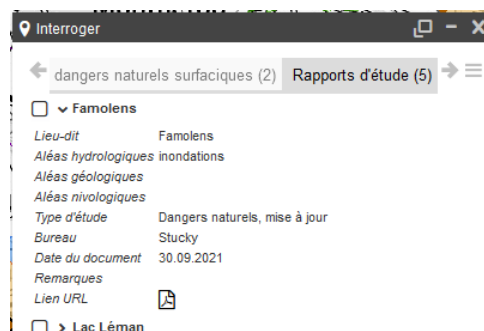 Interroger
dangers naturels surfaciques (2) Rapports d'étude (5)
Famolens
Lieu-dit Famolens
Aléas hydrologiques inondations
Aléas géologiques
Aléas nivologiques
Type d'étude Dangers naturels, mise à jour
Bureau Stucky
Date du document 30.09.2021
Remarques
Lien URL
Lac Léman